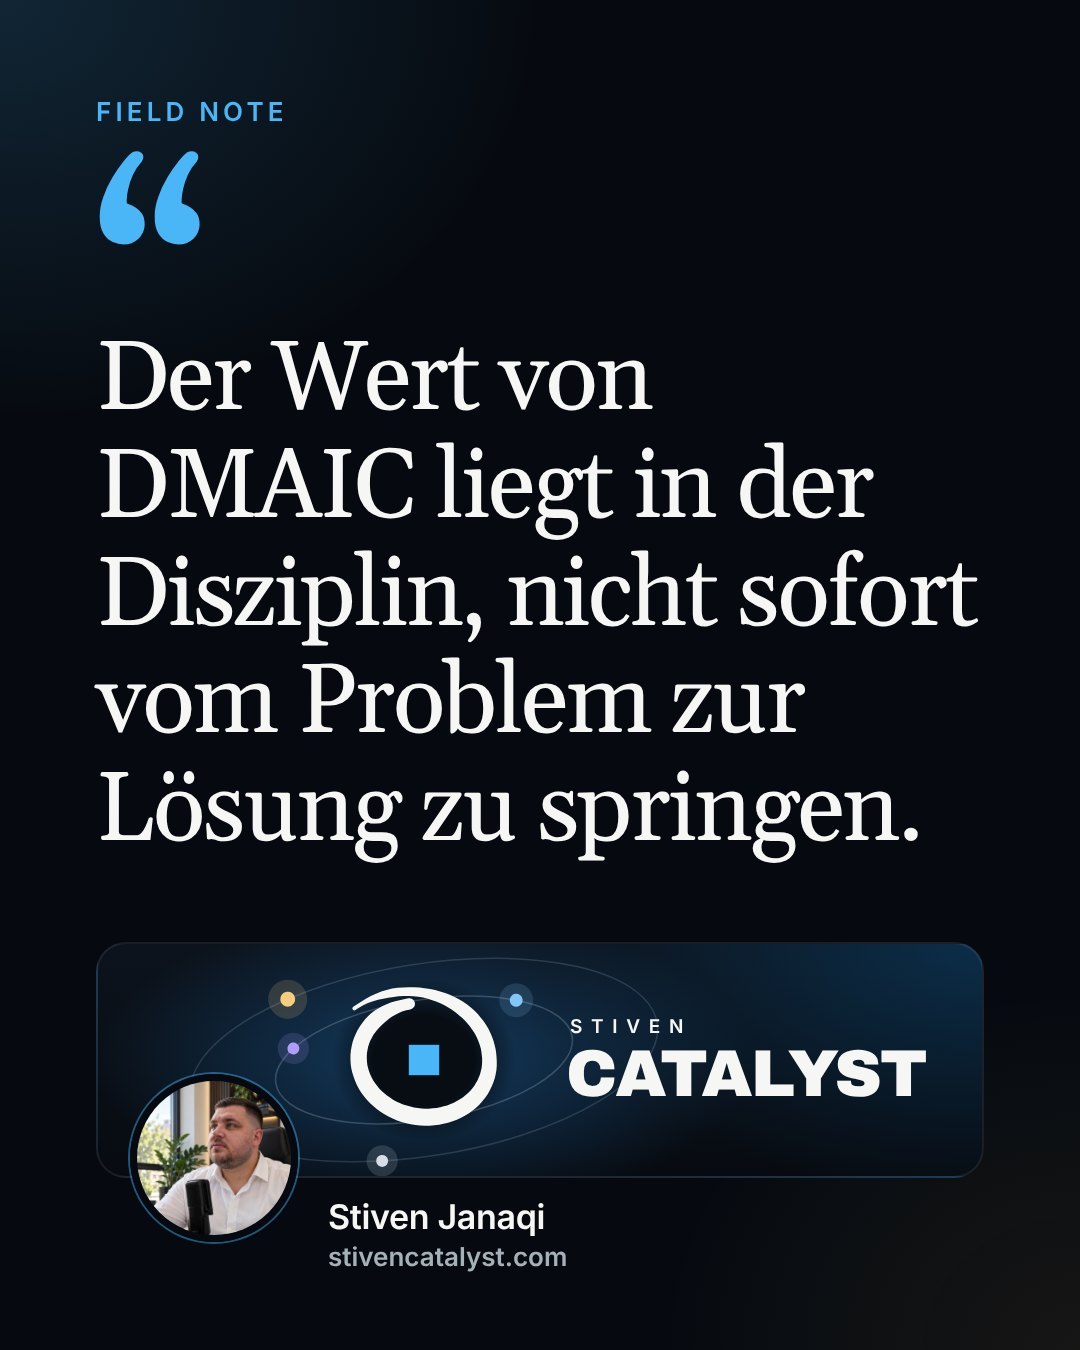 FIELD NOTE
“
Der Wert von
DMAIC liegt in der
Disziplin, nicht sofort
vom Problem zur
Lösung zu springen.
STIVEN
CATALYST
Stiven Janaqi
stivencatalyst.com